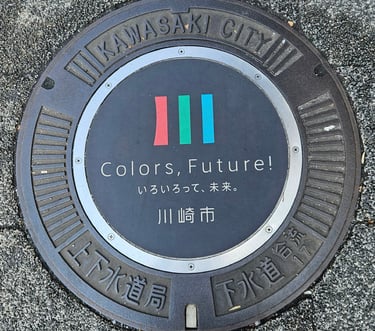 KAWASAKI CITY
Colors, Future!
いろいろって、未来。
川崎市
上下水道局
下水道合流